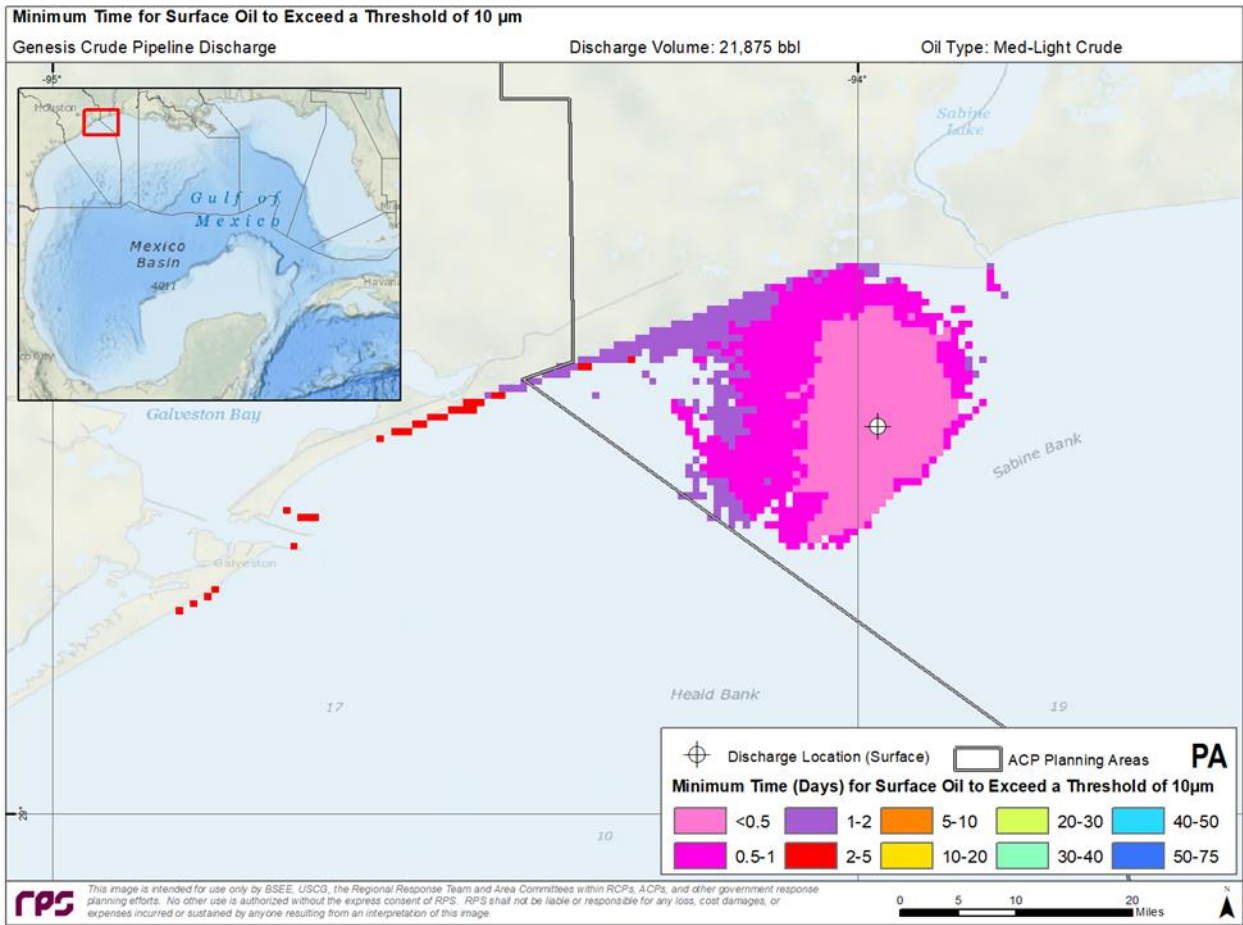 Minimum Time for Surface Oil to Exceed a Threshold of 10 µm
Genesis Crude Pipeline Discharge Discharge Volume: 21,875 bbl Oil Type: Med-Light Crude
-95° -94°
Houston
Gulf of
Mexico
Mexico
Basin
Havana
Sabine
Lake
Galveston Bay
Sabine Bank
Galveston
Heald Bank
17
19
29°
10
Discharge Location (Surface) ACP Planning Areas PA
Minimum Time (Days) for Surface Oil to Exceed a Threshold of 10µm
<0.5 1-2 5-10 20-30 40-50
0.5-1 2-5 10-20 30-40 50-75
rps
This image is intended for use only by BSEE, USCG, the Regional Response Team and Area Committees within RCPs, ACPs, and other government response
planning efforts. No other use is authorized without the express consent of RPS. RPS shall not be liable or responsible for any loss, cost damages, or
expenses incurred or sustained by anyone resulting from an interpretation of this image.
0 5 10 20
Miles
N